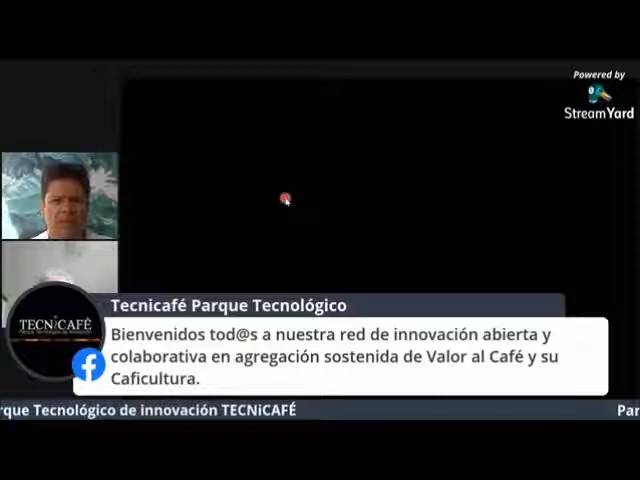 Powered by
StreamYard
Tecnicafé Parque Tecnológico
TECNiCAFÉ
Bienvenidos tod@s a nuestra red de innovación abierta y
colaborativa en agregación sostenida de Valor al Café y su
Caficultura.
rque Tecnológico de innovación TECNiCAFÉ
Par